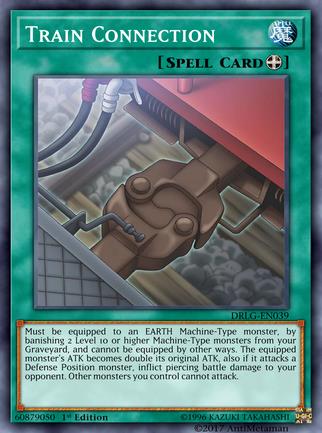 Train Connection
[Spell Card]
DRLG-EN039
Must be equipped to an EARTH Machine-Type monster, by
banishing 2 Level 10 or higher Machine-Type monsters from your
Graveyard, and cannot be equipped by other ways. The equipped
monster's ATK becomes double its original ATK, also if it attacks a
Defense Position monster, inflict piercing battle damage to your
opponent. Other monsters you control cannot attack.
60879050 1st Edition ©1996 KAZUKI TAKAHASHI
©2017 AntiMetaman